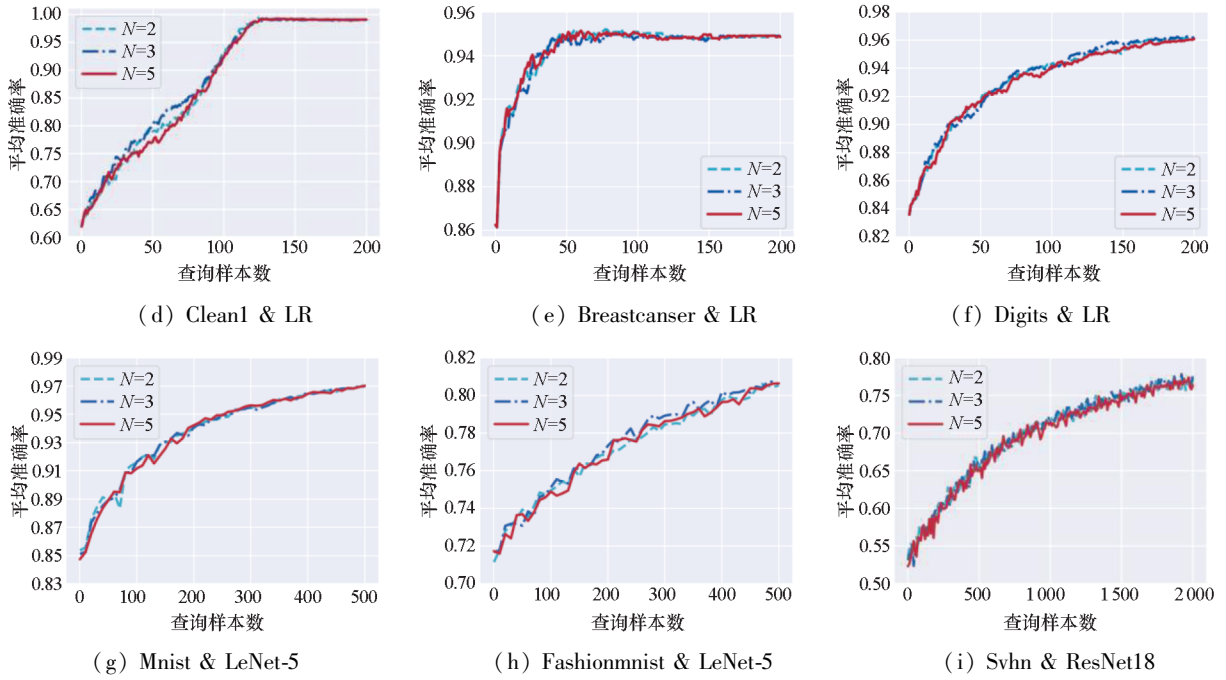 平均准确率
1.00
0.95
0.90
0.85
0.80
0.75
0.70
0.65
0.60
N=2
N=3
N=5
0
50
100
150
200
查询样本数
(d) Clean1 & LR
平均准确率
0.96
0.94
0.92
0.90
0.88
0.86
N=2
N=3
N=5
0
50
100
150
200
查询样本数
(e) Breastcanser & LR
平均准确率
0.98
0.96
0.94
0.92
0.90
0.88
0.86
0.84
0.82
N=2
N=3
N=5
0
50
100
150
200
查询样本数
(f) Digits & LR
平均准确率
0.99
0.97
0.95
0.93
0.91
0.89
0.87
0.85
0.83
N=2
N=3
N=5
0
100
200
300
400
500
查询样本数
(g) Mnist & LeNet-5
平均准确率
0.82
0.80
0.78
0.76
0.74
0.72
0.70
N=2
N=3
N=5
0
100
200
300
400
500
查询样本数
(h) Fashionmnist & LeNet-5
平均准确率
0.80
0.75
0.70
0.65
0.60
0.55
0.50
N=2
N=3
N=5
0
500
1 000
1 500
2 000
查询样本数
(i) Svhn & ResNet18